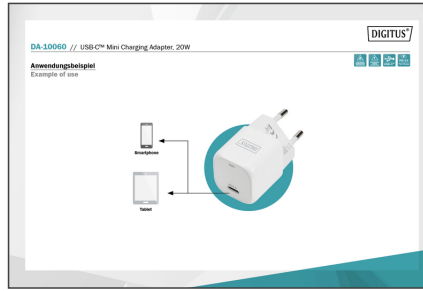 DIGITUS®
DA-10060 // USB-C™ Mini Charging Adapter, 20W
Anwendungsbeispiel
Example of use
Smartphone
Tablet